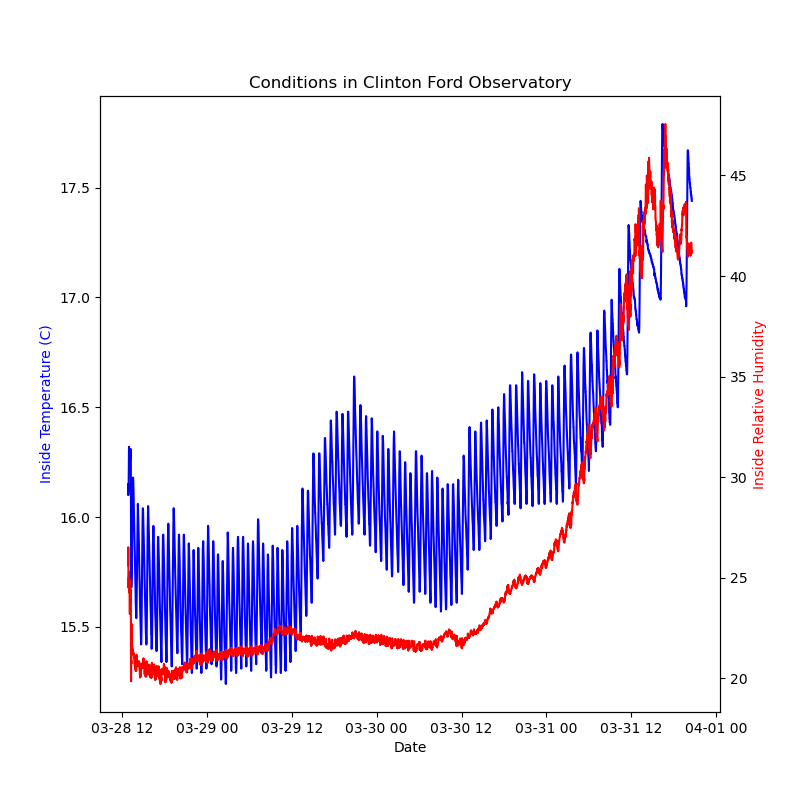 Conditions in Clinton Ford Observatory
Inside Temperature (C)
17.5
17.0
16.5
16.0
15.5
45
40
35
30
25
20
Inside Relative Humidity
03-28 12 03-29 00 03-29 12 03-30 00 03-30 12 03-31 00 03-31 12 04-01 00
Date